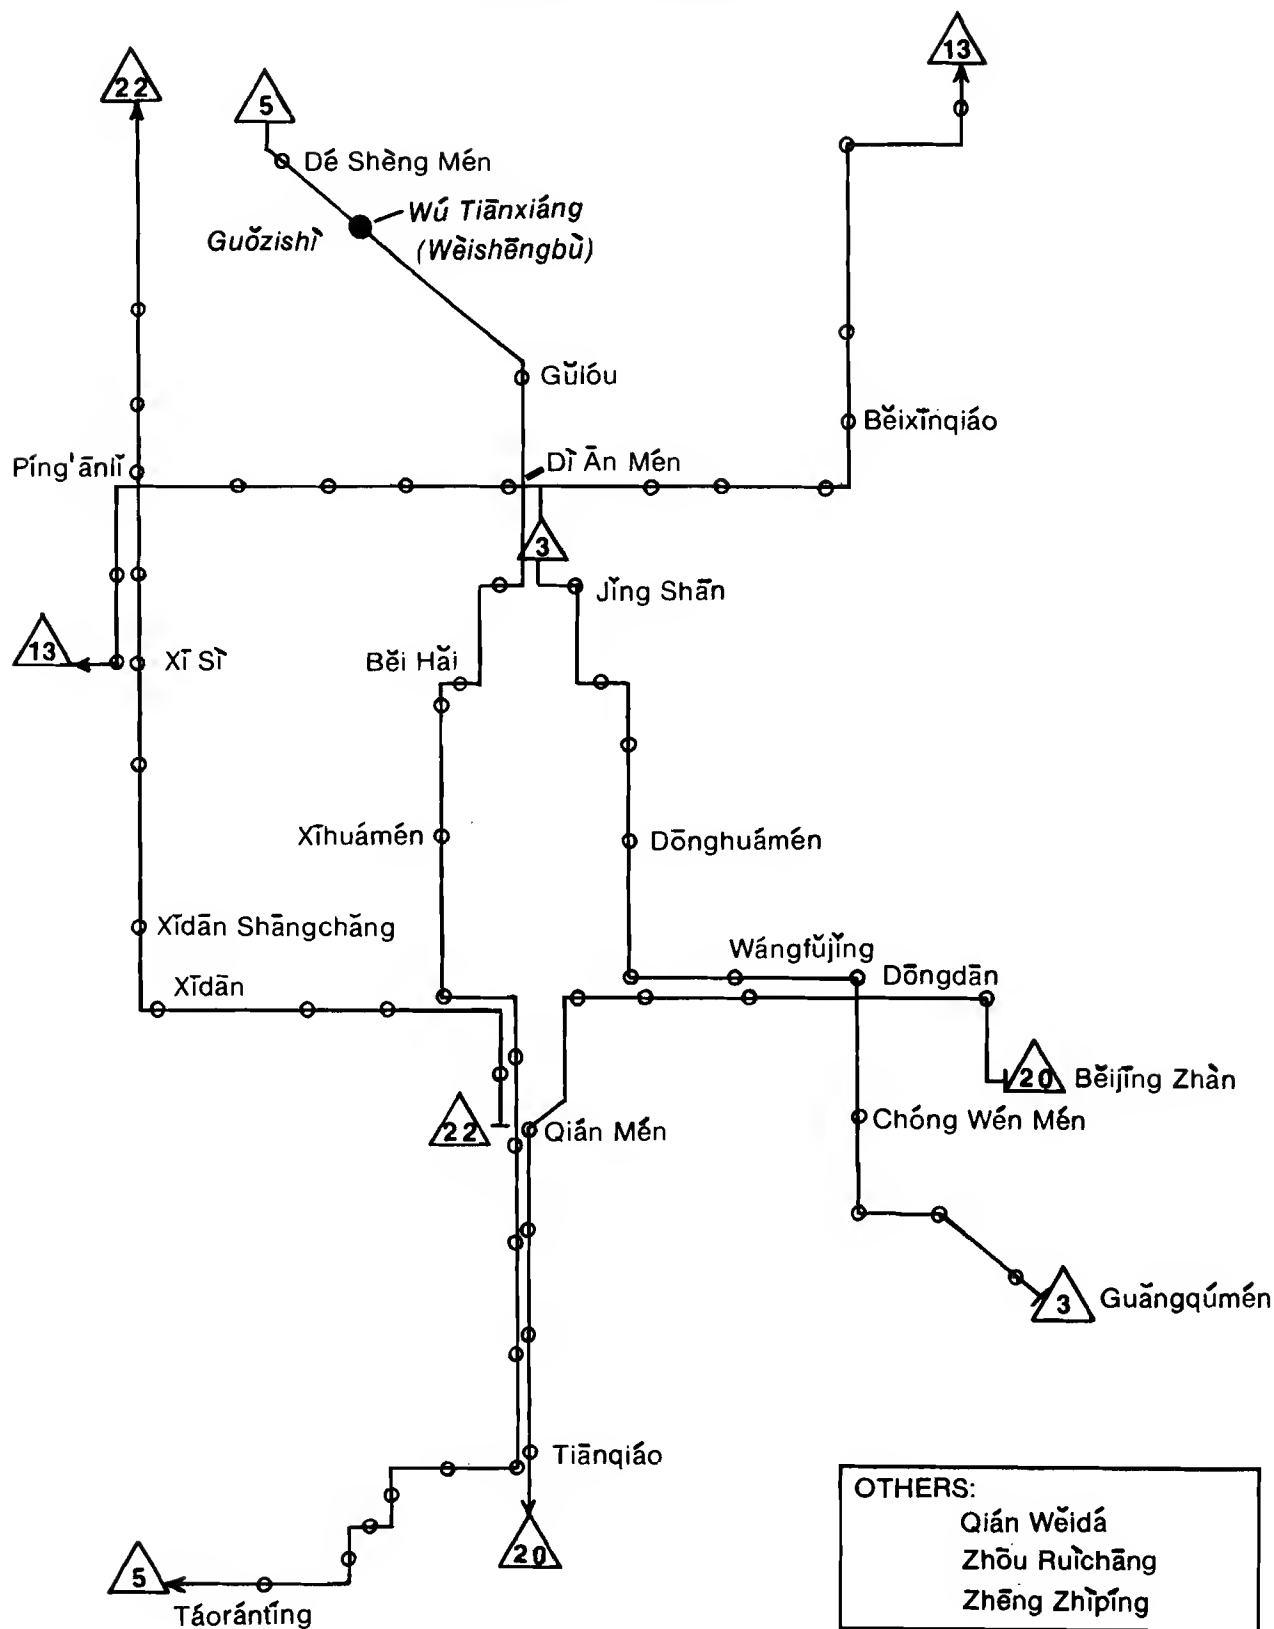 13
22
5
Dé Shèng Mén
Wú Tiānxiáng
Guǒzishì
(Wèishēngbù)
Gǔlóu
Běixīnqiáo
Píng'ānlǐ
Dì Ān Mén
3
Jǐng Shān
13
Xī Sì
Běi Hǎi
Xīhuámén
Dōnghuámén
Xīdān Shāngchǎng
Wángfǔjǐng
Dōngdān
Xīdān
20
Běijīng Zhàn
22
Qián Mén
Chóng Wén Mén
3
Guǎngqúmén
Tiānqiáo
20
5
Táorántíng
OTHERS:
Qián Wěidá
Zhōu Ruìchāng
Zhēng Zhìpíng